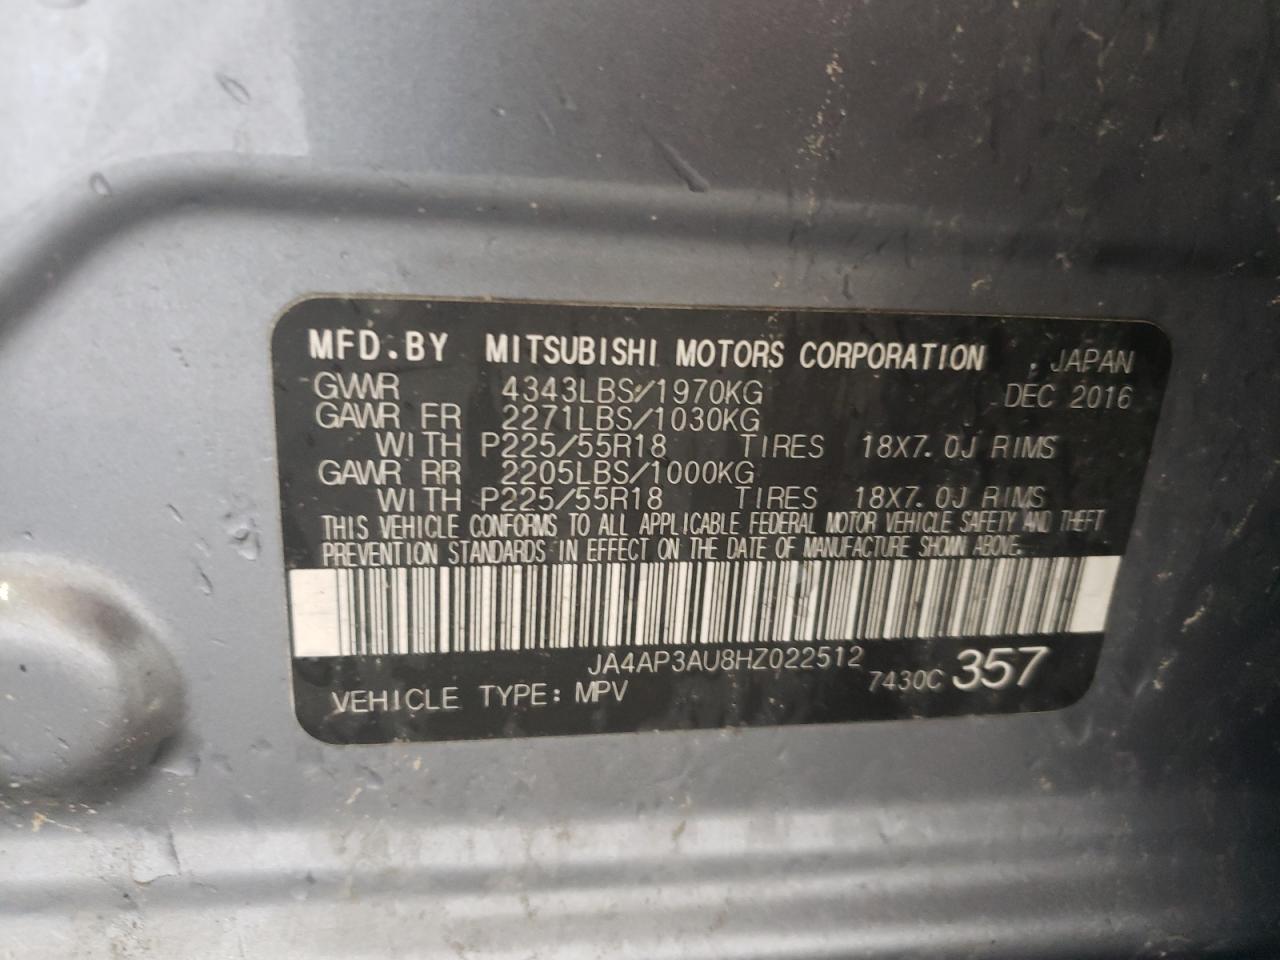 MFD.BY MITSUBISHI MOTORS CORPORATION , JAPAN
GVWR 4343LBS/1970KG DEC 2016
GAWR FR 2271LBS/1030KG
WITH P225/55R18 TIRES 18X7.0J RIMS
GAWR RR 2205LBS/1000KG
WITH P225/55R18 TIRES 18X7.0J RIMS
THIS VEHICLE CONFORMS TO ALL APPLICABLE FEDERAL MOTOR VEHICLE SAFETY AND THEFT
PREVENTION STANDARDS IN EFFECT ON THE DATE OF MANUFACTURE SHOWN ABOVE.
JA4AP3AU8HZ022512
VEHICLE TYPE: MPV 7430C 357